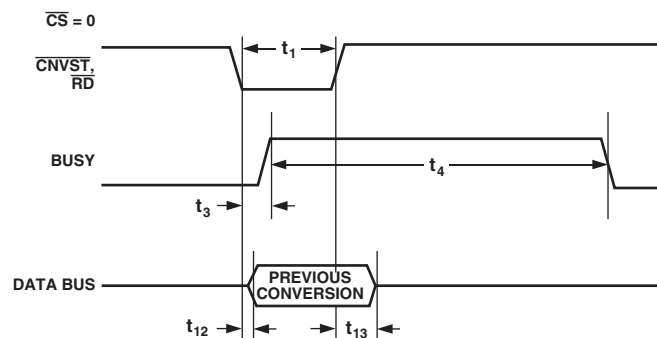 CS = 0
CNVST,
RD
t1
BUSY
t4
t3
DATA BUS
PREVIOUS
CONVERSION
t12
t13